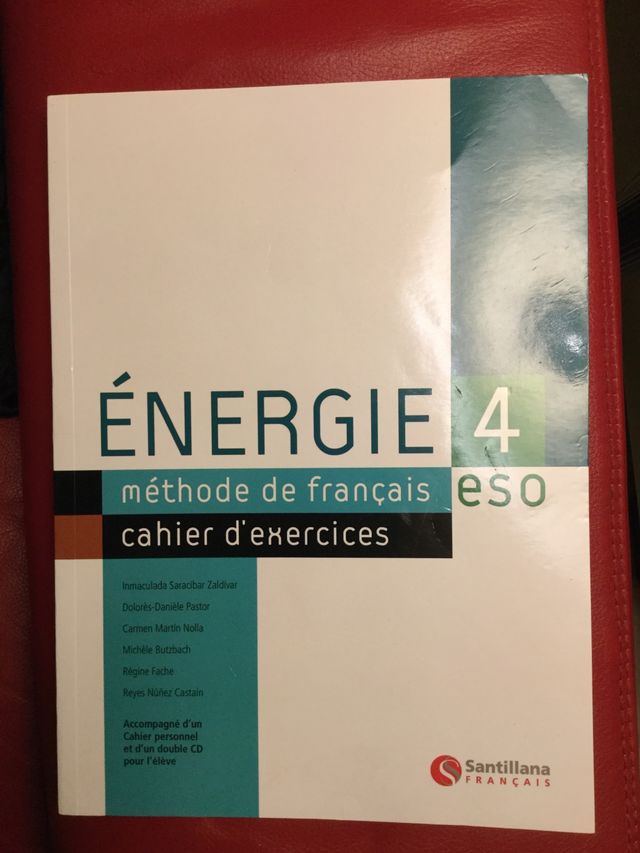 ÉNERGIE 4
méthode de français eso
cahier d'exercices
Inmaculada Saracíbar Zaldívar
Dolorès-Danièle Pastor
Carmen Martin Nolla
Michèle Butzbach
Régine Fache
Reyes Núñez Castaín
Accompagné d'un
Cahier personnel
et d'un double CD
pour l'élève
Santillana
FRANÇAIS